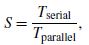 S = T_serial / T_parallel,